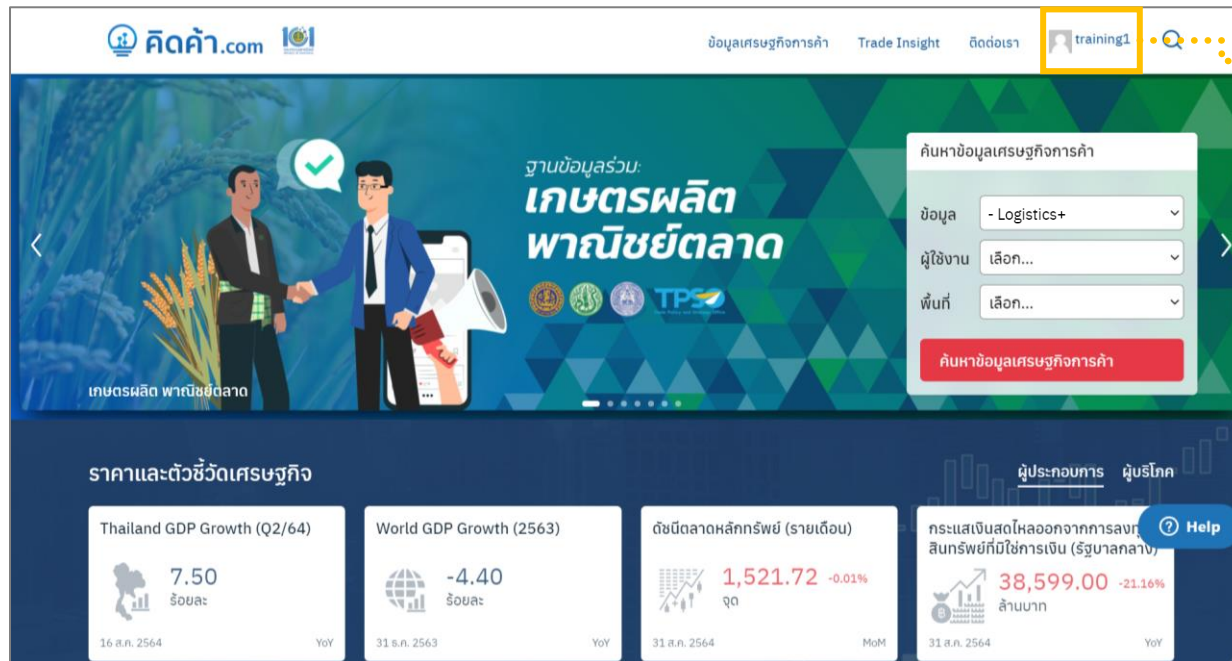 คิดค้า.com
ข้อมูลเศรษฐกิจการค้า Trade Insight ติดต่อเรา training1
ฐานข้อมูลร่วม:
เกษตรผลิต
พาณิชย์ตลาด
TPSO
Trade Policy and Strategy Office
เกษตรผลิต พาณิชย์ตลาด
ค้นหาข้อมูลเศรษฐกิจการค้า
ข้อมูล - Logistics+
ผู้ใช้งาน เลือก...
พื้นที่ เลือก...
ค้นหาข้อมูลเศรษฐกิจการค้า
ราคาและตัวชี้วัดเศรษฐกิจ
ผู้ประกอบการ ผู้บริโภค
Thailand GDP Growth (Q2/64)
7.50
ร้อยละ
16 ส.ค. 2564 YoY
World GDP Growth (2563)
-4.40
ร้อยละ
31 ธ.ค. 2563 YoY
ดัชนีตลาดหลักทรัพย์ (รายเดือน)
1,521.72 -0.01%
จุด
31 ส.ค. 2564 MoM
กระแสเงินสดไหลออกจากการลงทุ
สินทรัพย์ที่มิใช่การเงิน (รัฐบาลกลาง)
38,599.00 -21.16%
ล้านบาท
31 ส.ค. 2564 YoY
Help